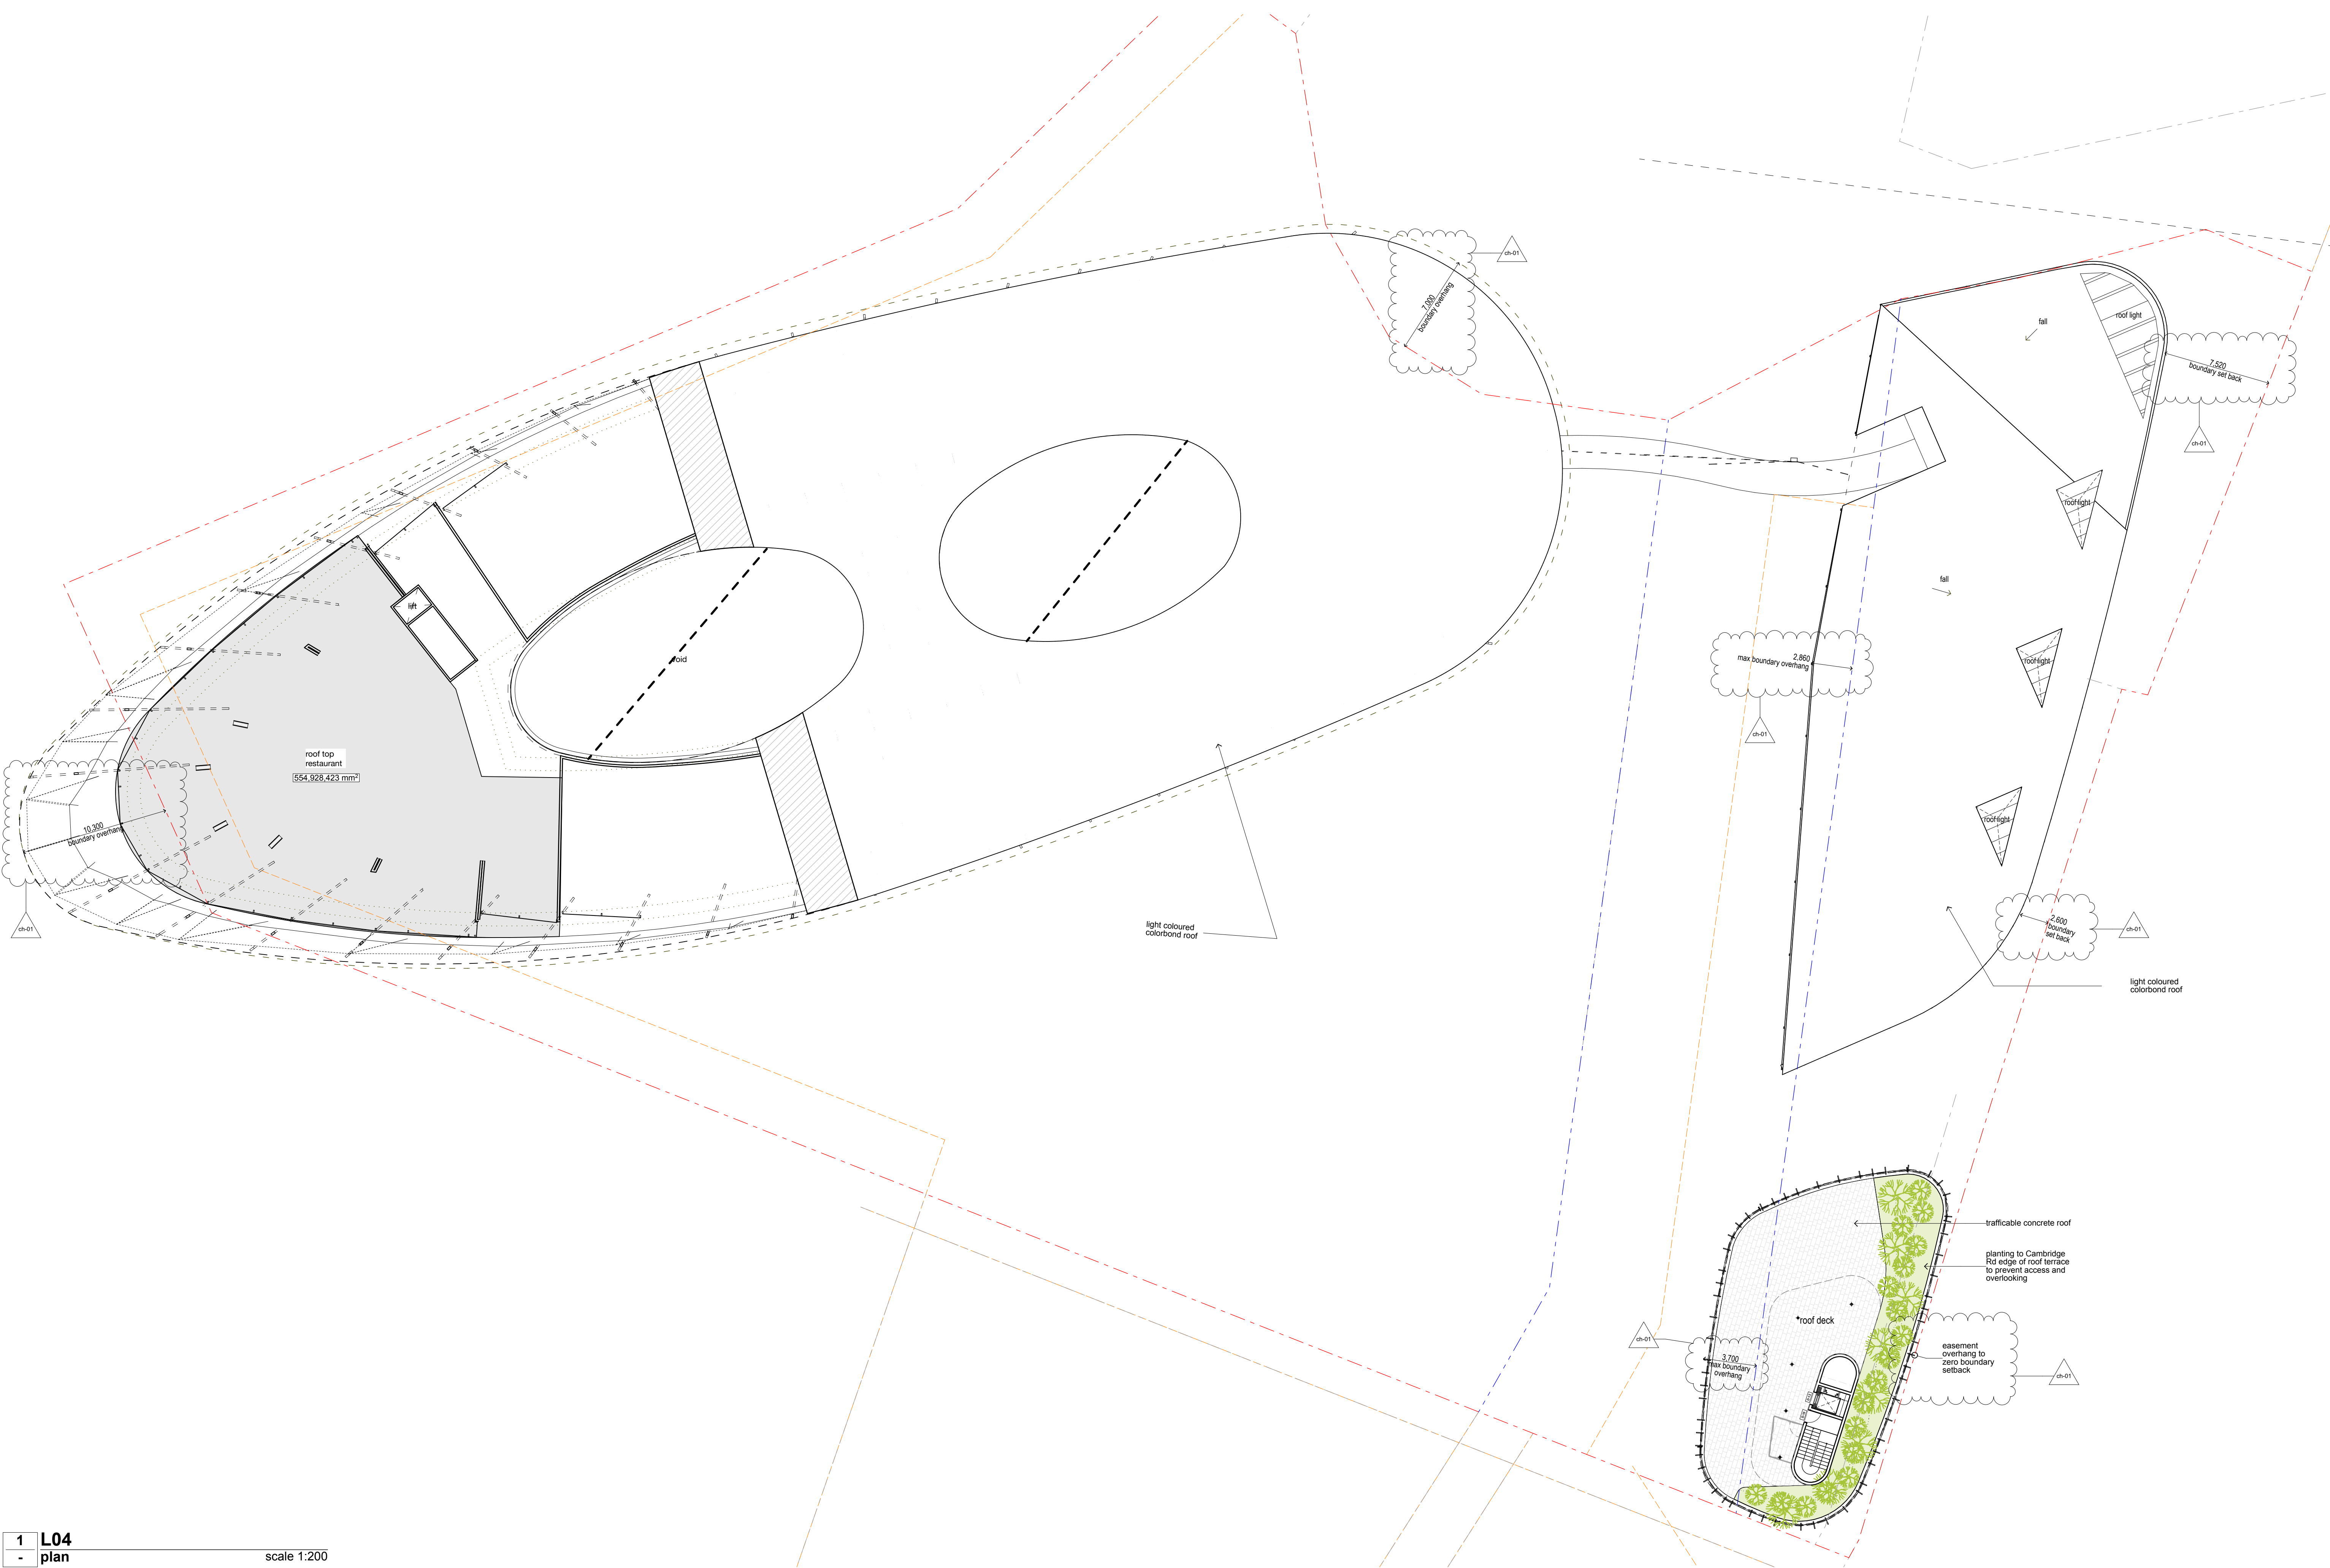 ch-01
7,000
boundary overhang
fall
roof light
7,520
boundary set back
ch-01
roof light
lift
fall
void
2,860
max boundary overhang
roof light
ch-01
roof top
restaurant
554,928,423 mm²
10,300
boundary overhang
ch-01
roof light
light coloured
colorbond roof
2,600
boundary
set back
ch-01
light coloured
colorbond roof
trafficable concrete roof
planting to Cambridge
Rd edge of roof terrace
to prevent access and
overlooking
roof deck
ch-01
3,700
max boundary
overhang
easement
overhang to
zero boundary
setback
ch-01
1 L04
- plan
scale 1:200